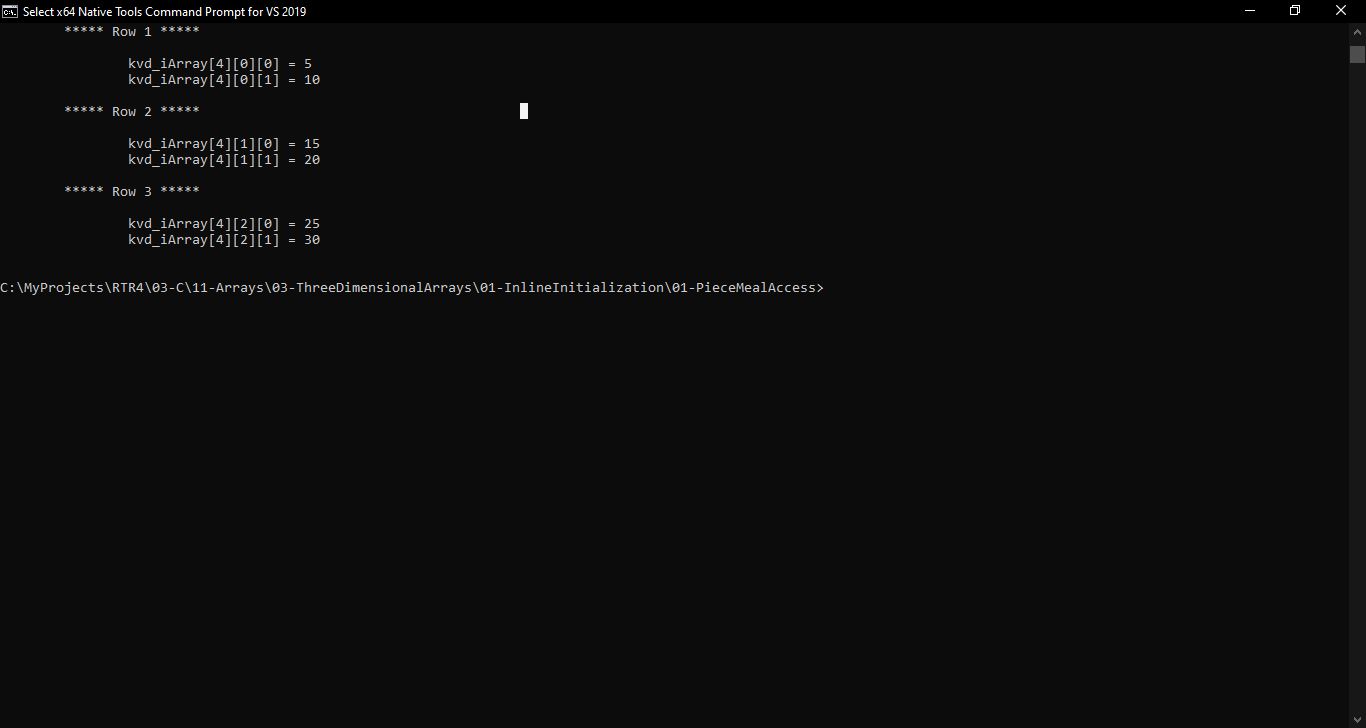 Select x64 Native Tools Command Prompt for VS 2019
***** Row 1 *****
kvd_iArray[4][0][0] = 5
kvd_iArray[4][0][1] = 10
***** Row 2 *****
kvd_iArray[4][1][0] = 15
kvd_iArray[4][1][1] = 20
***** Row 3 *****
kvd_iArray[4][2][0] = 25
kvd_iArray[4][2][1] = 30
C:\MyProjects\RTR4\03-C\11-Arrays\03-ThreeDimensionalArrays\01-InlineInitialization\01-PieceMealAccess>